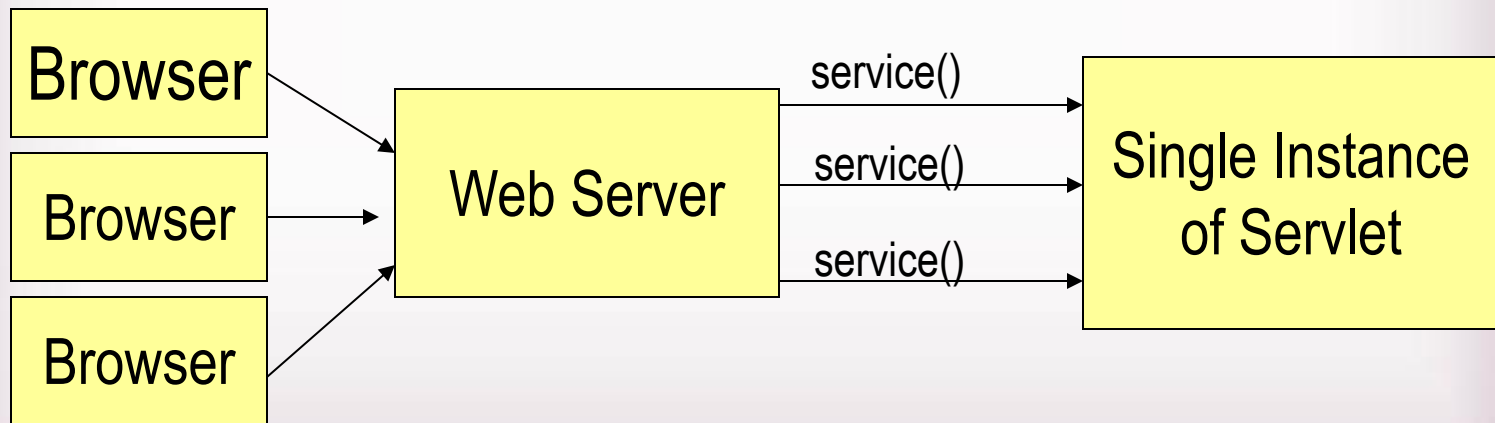 Browser
Browser
Browser
Web Server
service()
service()
service()
Single Instance
of Servlet